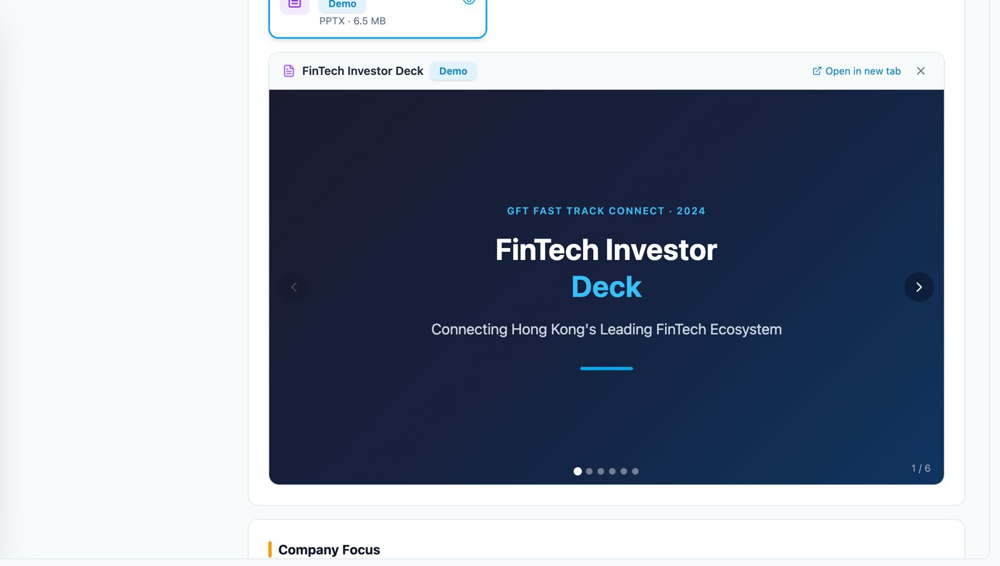 Demo
PPTX · 6.5 MB
FinTech Investor Deck Demo Open in new tab
GFT FAST TRACK CONNECT · 2024
FinTech Investor
Deck
Connecting Hong Kong's Leading FinTech Ecosystem
1 / 6
Company Focus